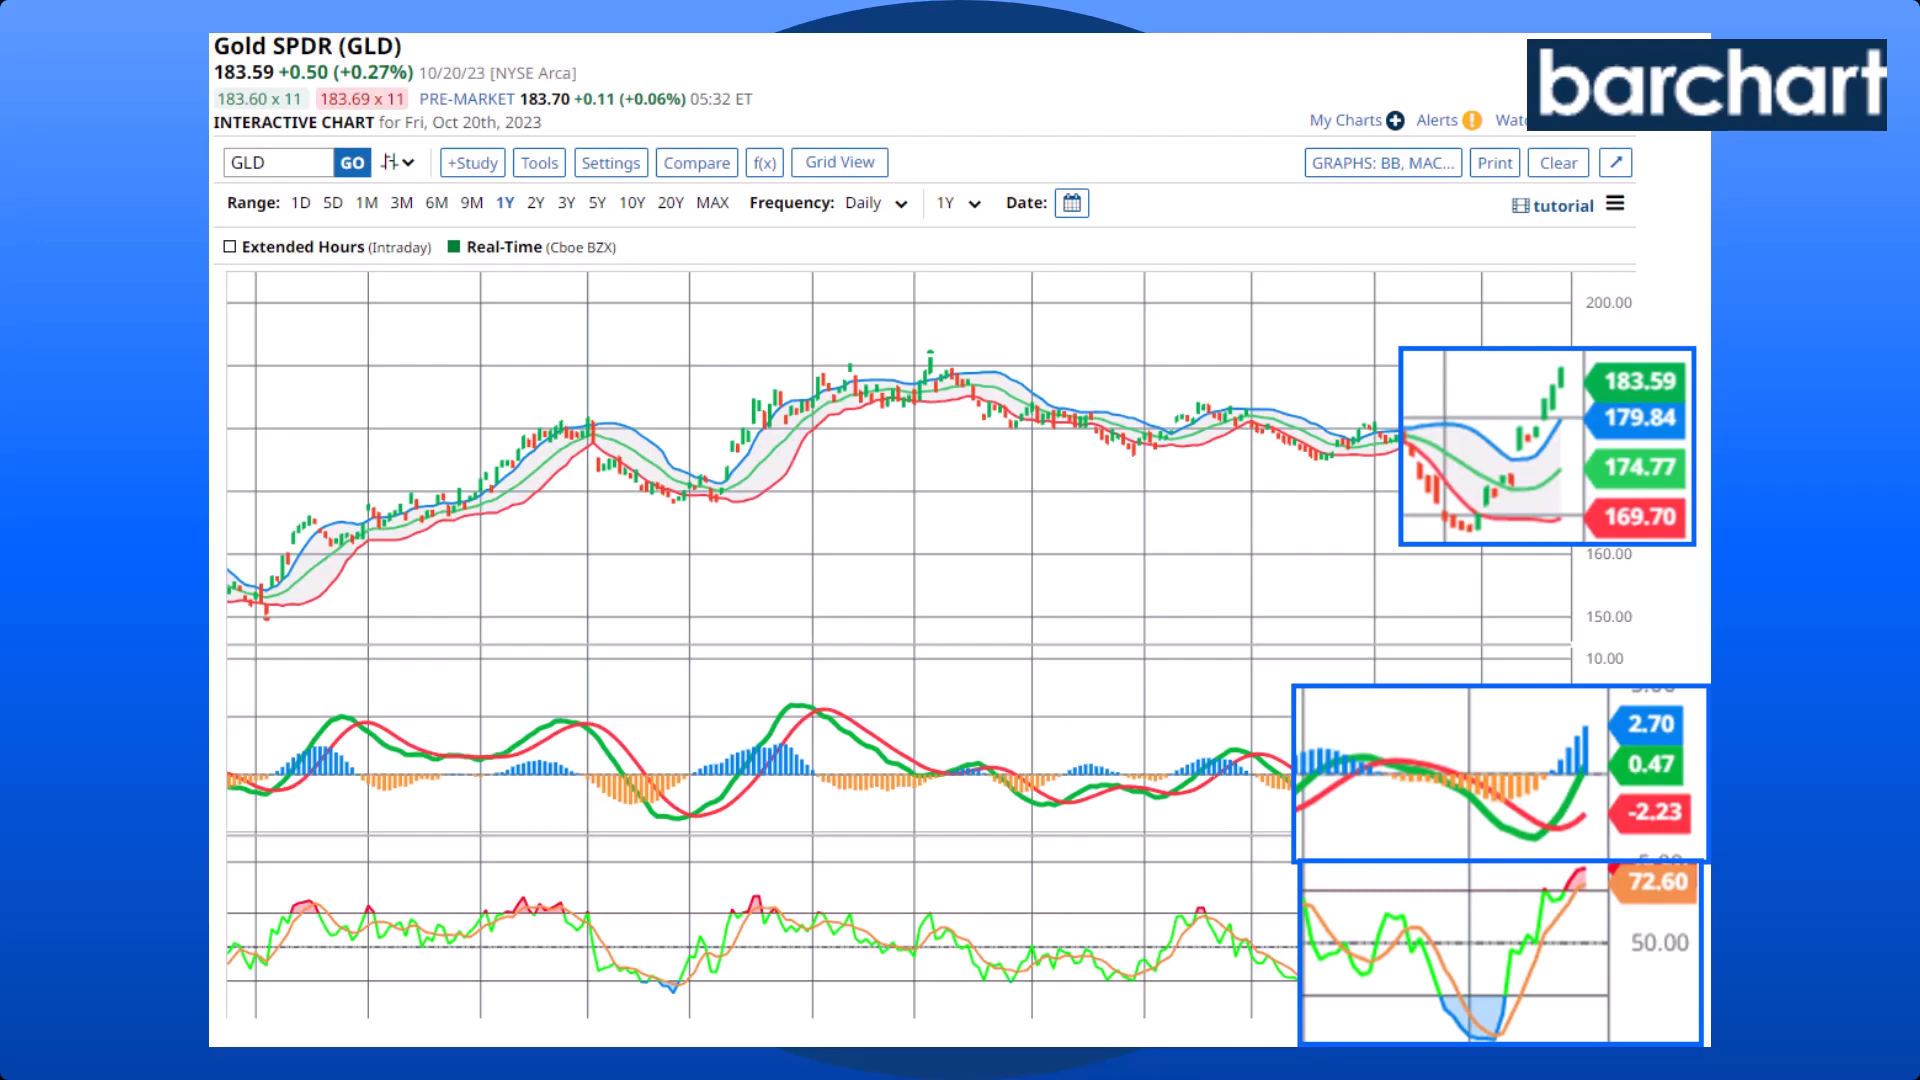 Gold SPDR (GLD)
183.59 +0.50 (+0.27%) 10/20/23 [NYSE Arca]
183.60 x 11 183.69 x 11 PRE-MARKET 183.70 +0.11 (+0.06%) 05:32 ET
INTERACTIVE CHART for Fri, Oct 20th, 2023
My Charts Alerts
barchart
GLD GO +Study Tools Settings Compare f(x) Grid View GRAPHS: BB, MAC... Print Clear
Range: 1D 5D 1M 3M 6M 9M 1Y 2Y 3Y 5Y 10Y 20Y MAX Frequency: Daily 1Y Date: tutorial
Extended Hours (Intraday) Real-Time (Cboe BZX)
200.00
183.59
179.84
174.77
169.70
160.00
150.00
10.00
2.70
0.47
-2.23
72.60
50.00